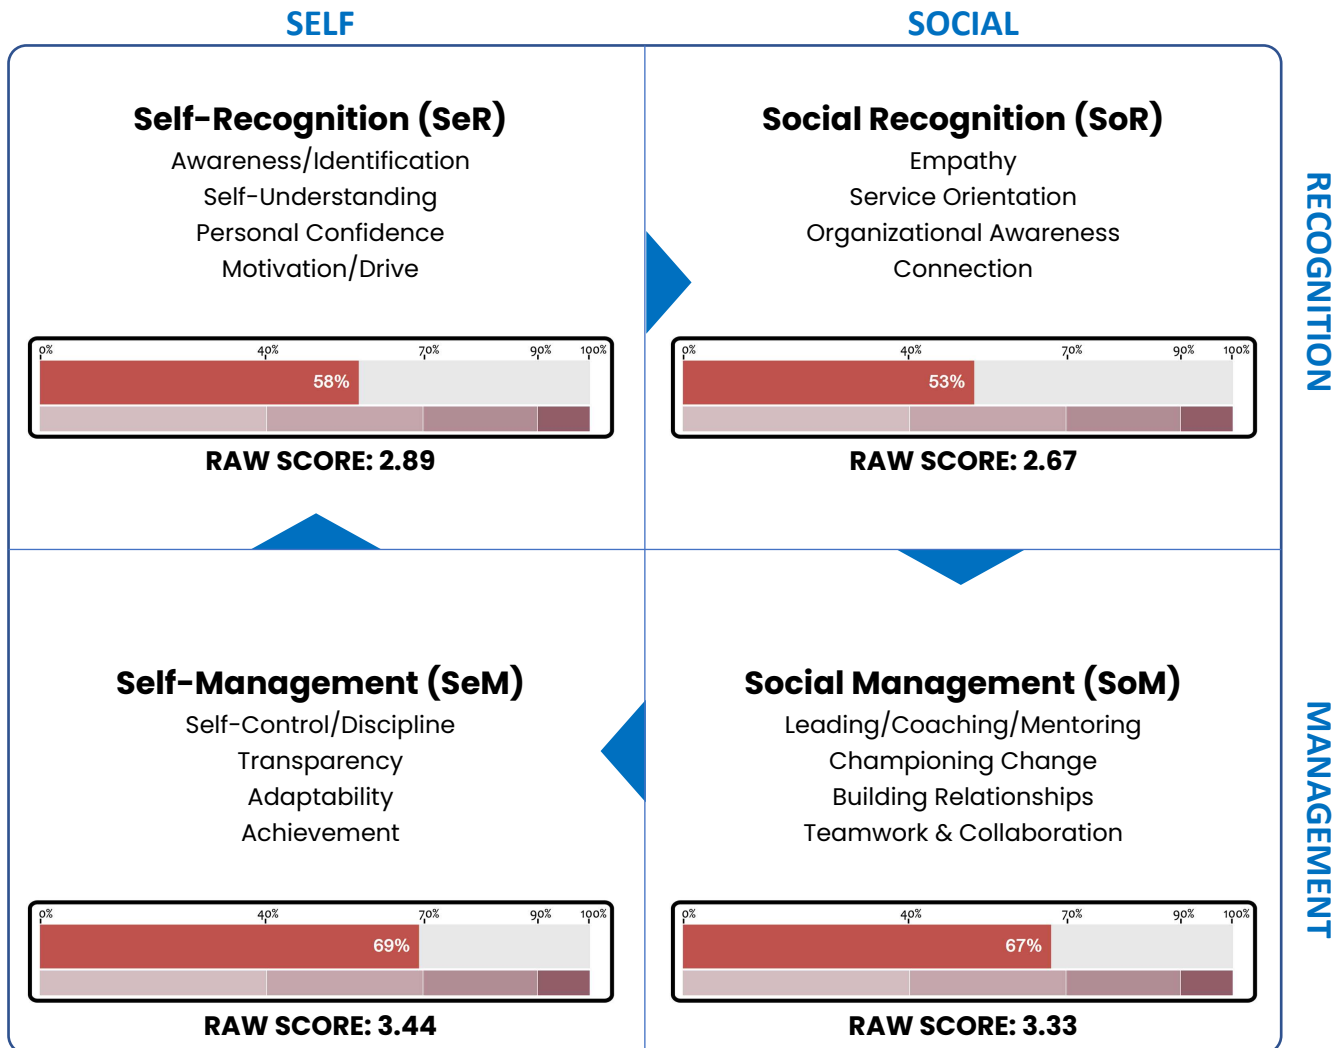 SELF
SOCIAL
Self-Recognition (SeR)
Awareness/Identification
Self-Understanding
Personal Confidence
Motivation/Drive
0% 40% 70% 90% 100%
58%
RAW SCORE: 2.89
Social Recognition (SoR)
Empathy
Service Orientation
Organizational Awareness
Connection
0% 40% 70% 90% 100%
53%
RAW SCORE: 2.67
RECOGNITION
Self-Management (SeM)
Self-Control/Discipline
Transparency
Adaptability
Achievement
0% 40% 70% 90% 100%
69%
RAW SCORE: 3.44
Social Management (SoM)
Leading/Coaching/Mentoring
Championing Change
Building Relationships
Teamwork & Collaboration
0% 40% 70% 90% 100%
67%
RAW SCORE: 3.33
MANAGEMENT